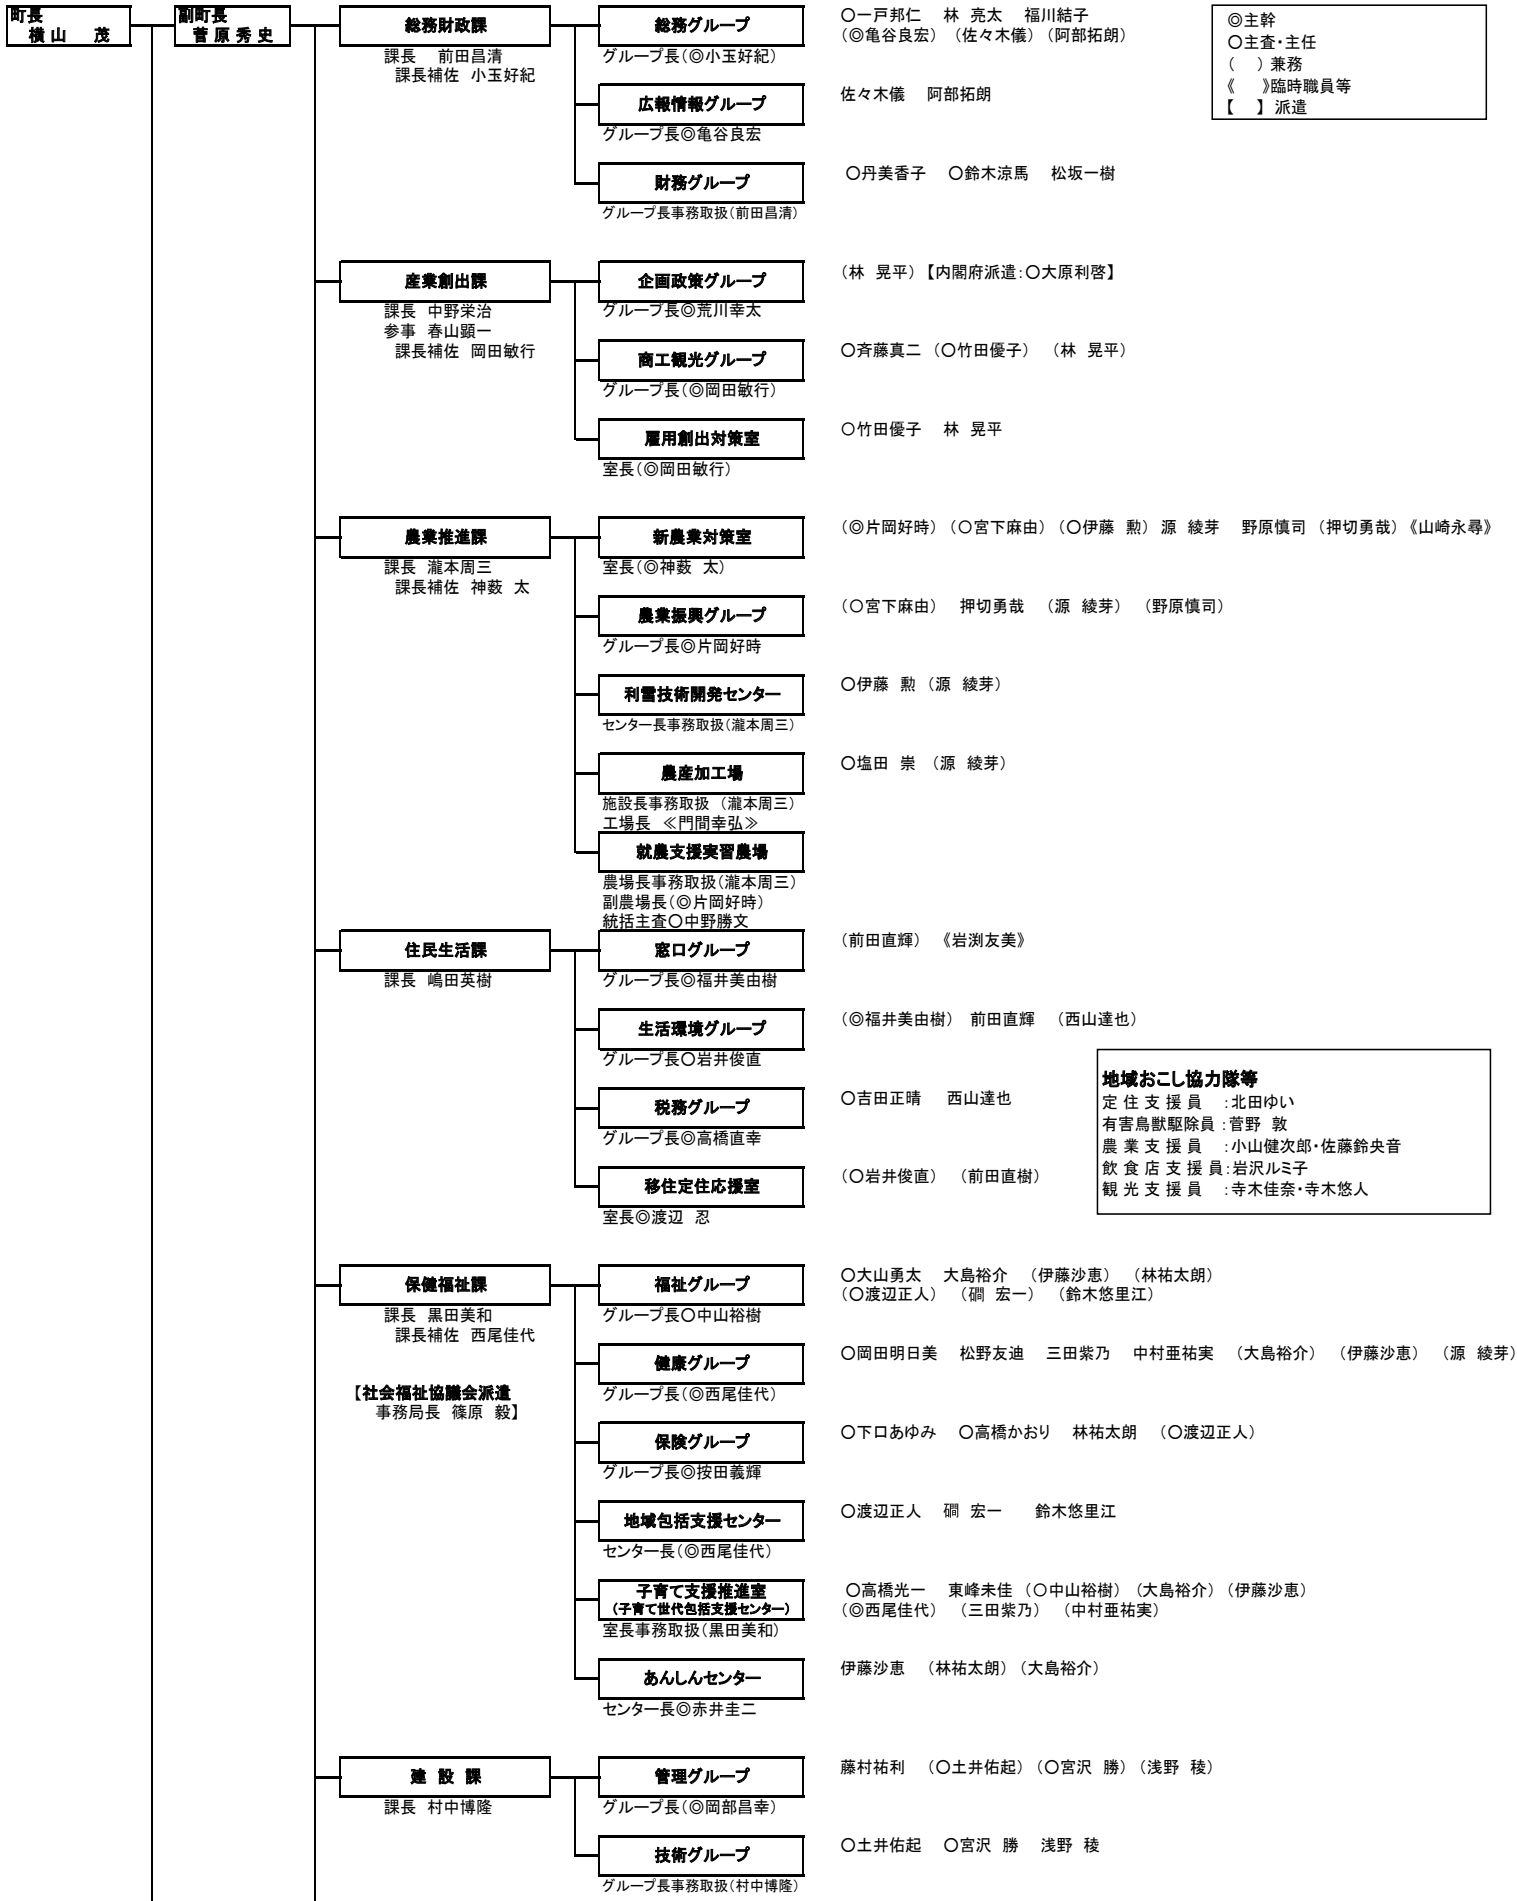 町長
横山　茂
副町長
菅原秀史
◎主幹
〇主査・主任
(　) 兼務
《　》臨時職員等
【　】派遣
総務財政課
課長　前田昌清
課長補佐　小玉好紀
総務グループ
グループ長(◎小玉好紀)
〇一戸邦仁　林　亮太　福川結子
(◎亀谷良宏)　(佐々木儀)　(阿部拓朗)
広報情報グループ
グループ長◎亀谷良宏
佐々木儀　阿部拓朗
財務グループ
グループ長事務取扱(前田昌清)
〇丹美香子　〇鈴木涼馬　松坂一樹
産業創出課
課長　中野栄治
参事　春山顕一
課長補佐　岡田敏行
企画政策グループ
グループ長◎荒川幸太
(林　晃平)【内閣府派遣:〇大原利啓】
商工観光グループ
グループ長(◎岡田敏行)
〇斉藤真二　(〇竹田優子)　(林　晃平)
雇用創出対策室
室長(◎岡田敏行)
〇竹田優子　林　晃平
農業推進課
課長　瀧本周三
課長補佐　神薮　太
新農業対策室
室長(◎神薮　太)
(◎片岡好時)　(〇宮下麻由)　(〇伊藤　勲)　源　綾芽　野原慎司　(押切勇哉)《山崎永尋》
農業振興グループ
グループ長◎片岡好時
(〇宮下麻由)　押切勇哉　(源　綾芽)　(野原慎司)
利雪技術開発センター
センター長事務取扱(瀧本周三)
〇伊藤　勲　(源　綾芽)
農産加工場
施設長事務取扱　(瀧本周三)
工場長　≪門間幸弘≫
〇塩田　崇　(源　綾芽)
就農支援実習農場
農場長事務取扱(瀧本周三)
副農場長(◎片岡好時)
統括主査〇中野勝文
住民生活課
課長　嶋田英樹
窓口グループ
グループ長◎福井美由樹
(前田直輝)　《岩渕友美》
生活環境グループ
グループ長〇岩井俊直
(◎福井美由樹)　前田直輝　(西山達也)
税務グループ
グループ長◎高橋直幸
〇吉田正晴　西山達也
移住定住応援室
室長◎渡辺　忍
(〇岩井俊直)　(前田直樹)
地域おこし協力隊等
定 住 支 援 員　:北田ゆい
有害鳥獣駆除員:菅野　敦
農 業 支 援 員　:小山健次郎・佐藤鈴央音
飲 食 店 支 援 員:岩沢ルミ子
観 光 支 援 員　:寺木佳奈・寺木悠人
保健福祉課
課長　黒田美和
課長補佐　西尾佳代
【社会福祉協議会派遣
事務局長　篠原　毅】
福祉グループ
グループ長〇中山裕樹
〇大山勇太　大島裕介　(伊藤沙恵)　(林祐太朗)
(〇渡辺正人)　(磵　宏一)　(鈴木悠里江)
健康グループ
グループ長(◎西尾佳代)
〇岡田明日美　松野友迪　三田紫乃　中村亜祐実　(大島裕介)　(伊藤沙恵)　(源　綾芽)
保険グループ
グループ長◎按田義輝
〇下口あゆみ　〇高橋かおり　林祐太朗　(〇渡辺正人)
地域包括支援センター
センター長(◎西尾佳代)
〇渡辺正人　磵　宏一　鈴木悠里江
子育て支援推進室
(子育て世代包括支援センター)
室長事務取扱(黒田美和)
〇高橋光一　東峰未佳　(〇中山裕樹)　(大島裕介)　(伊藤沙恵)
(◎西尾佳代)　(三田紫乃)　(中村亜祐実)
あんしんセンター
センター長◎赤井圭二
伊藤沙恵　(林祐太朗)　(大島裕介)
建 設 課
課長　村中博隆
管理グループ
グループ長(◎岡部昌幸)
藤村祐利　(〇土井佑起)　(〇宮沢　勝)　(浅野　稜)
技術グループ
グループ長事務取扱(村中博隆)
〇土井佑起　〇宮沢　勝　浅野　稜